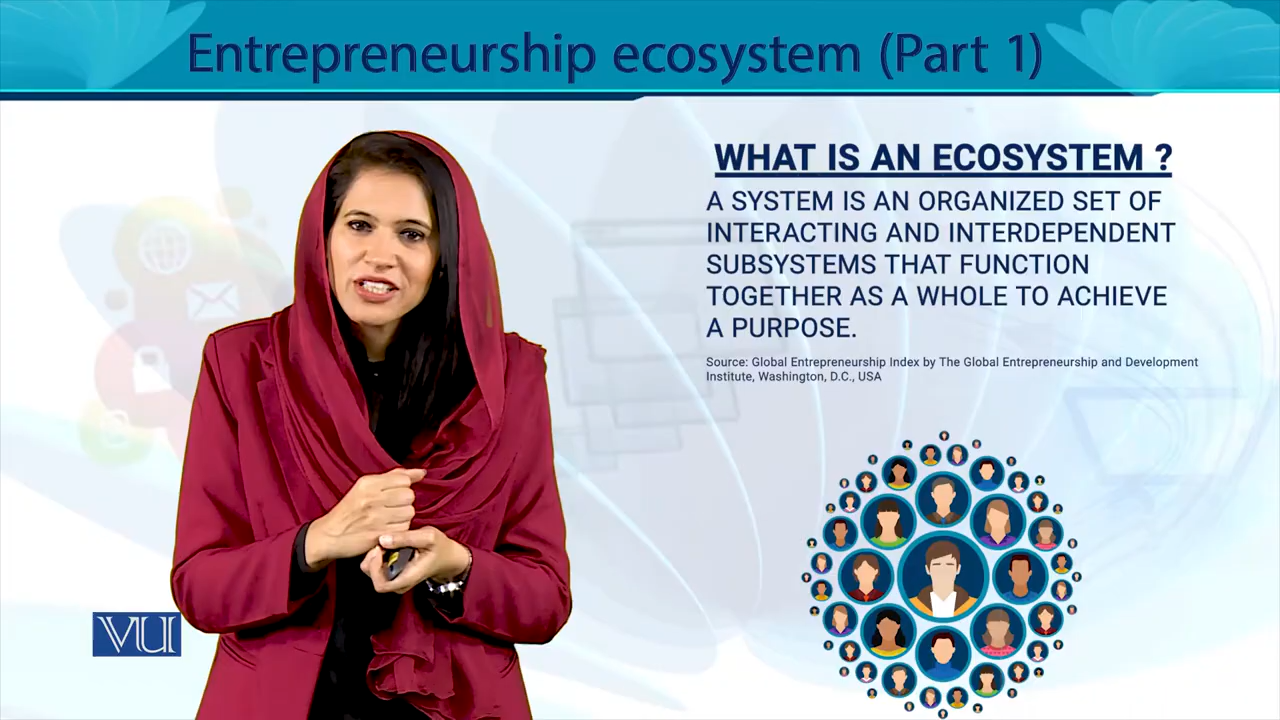 Entrepreneurship ecosystem (Part 1)
WHAT IS AN ECOSYSTEM ?
A SYSTEM IS AN ORGANIZED SET OF
INTERACTING AND INTERDEPENDENT
SUBSYSTEMS THAT FUNCTION
TOGETHER AS A WHOLE TO ACHIEVE
A PURPOSE.
Source: Global Entrepreneurship Index by The Global Entrepreneurship and Development
Institute, Washington, D.C., USA
VU